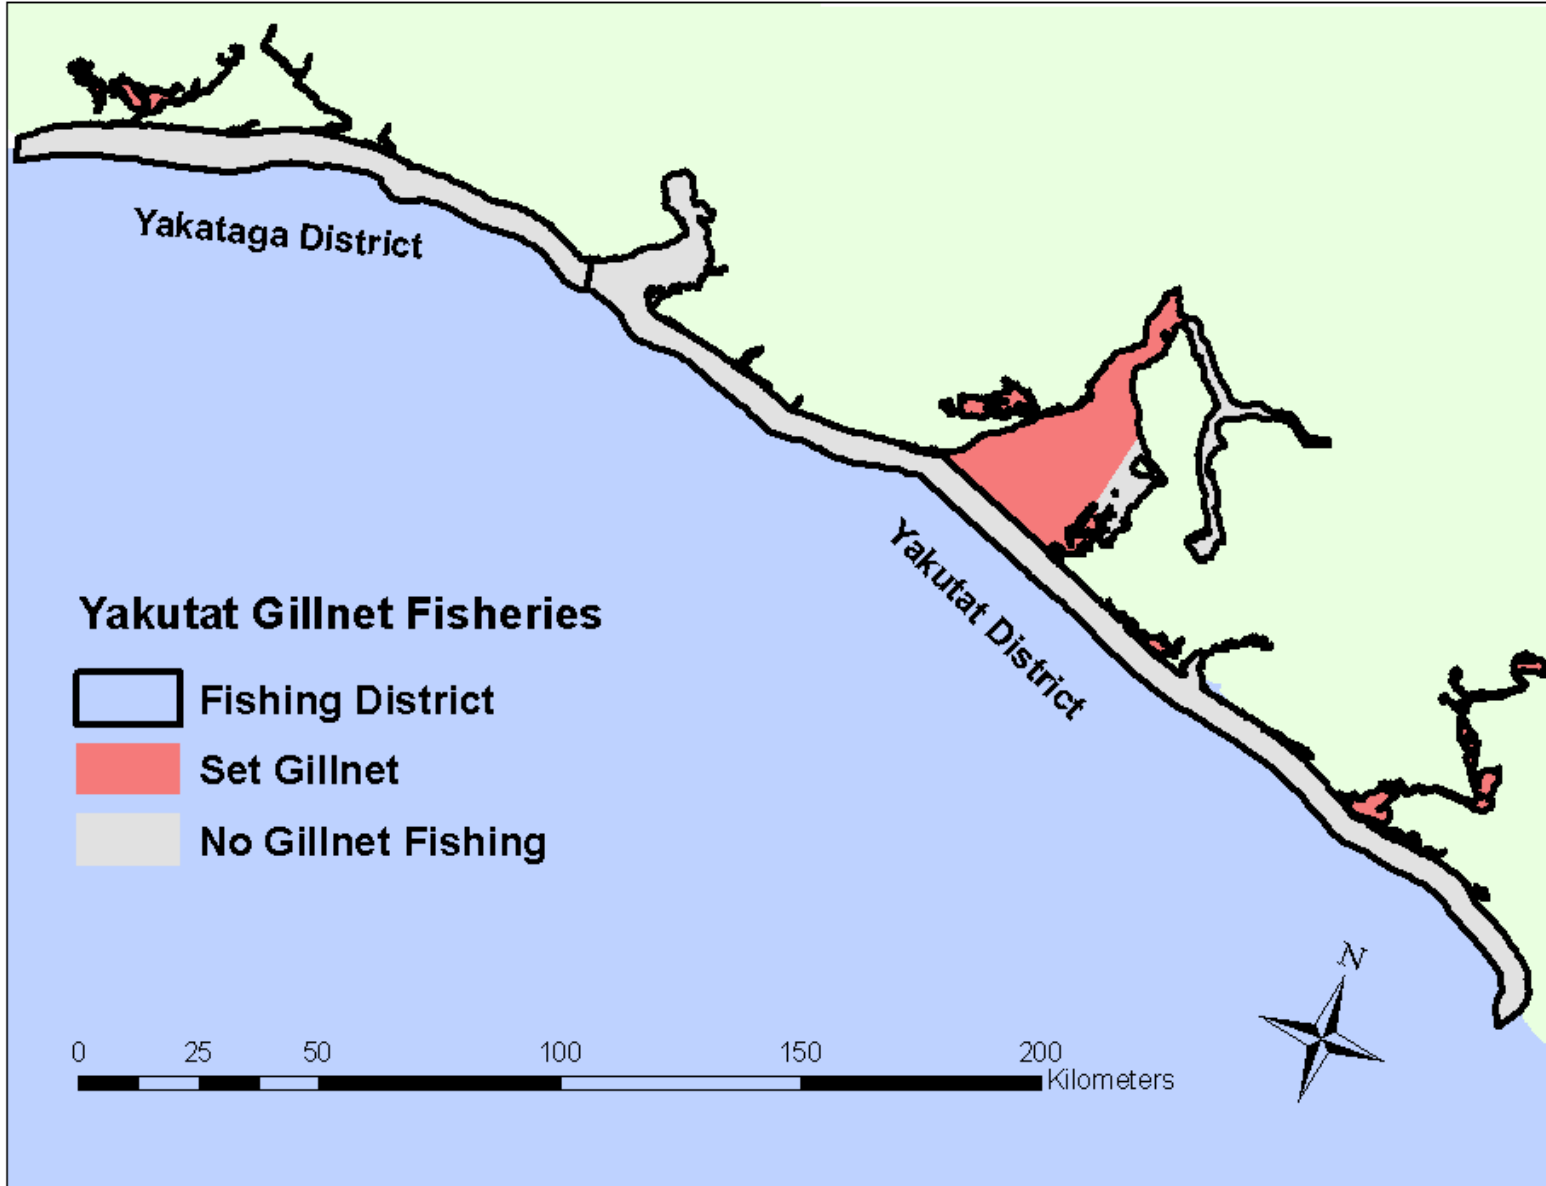 Yakataga District
Yakutat District
Yakutat Gillnet Fisheries
Fishing District
Set Gillnet
No Gillnet Fishing
N
0 25 50 100 150 200
Kilometers